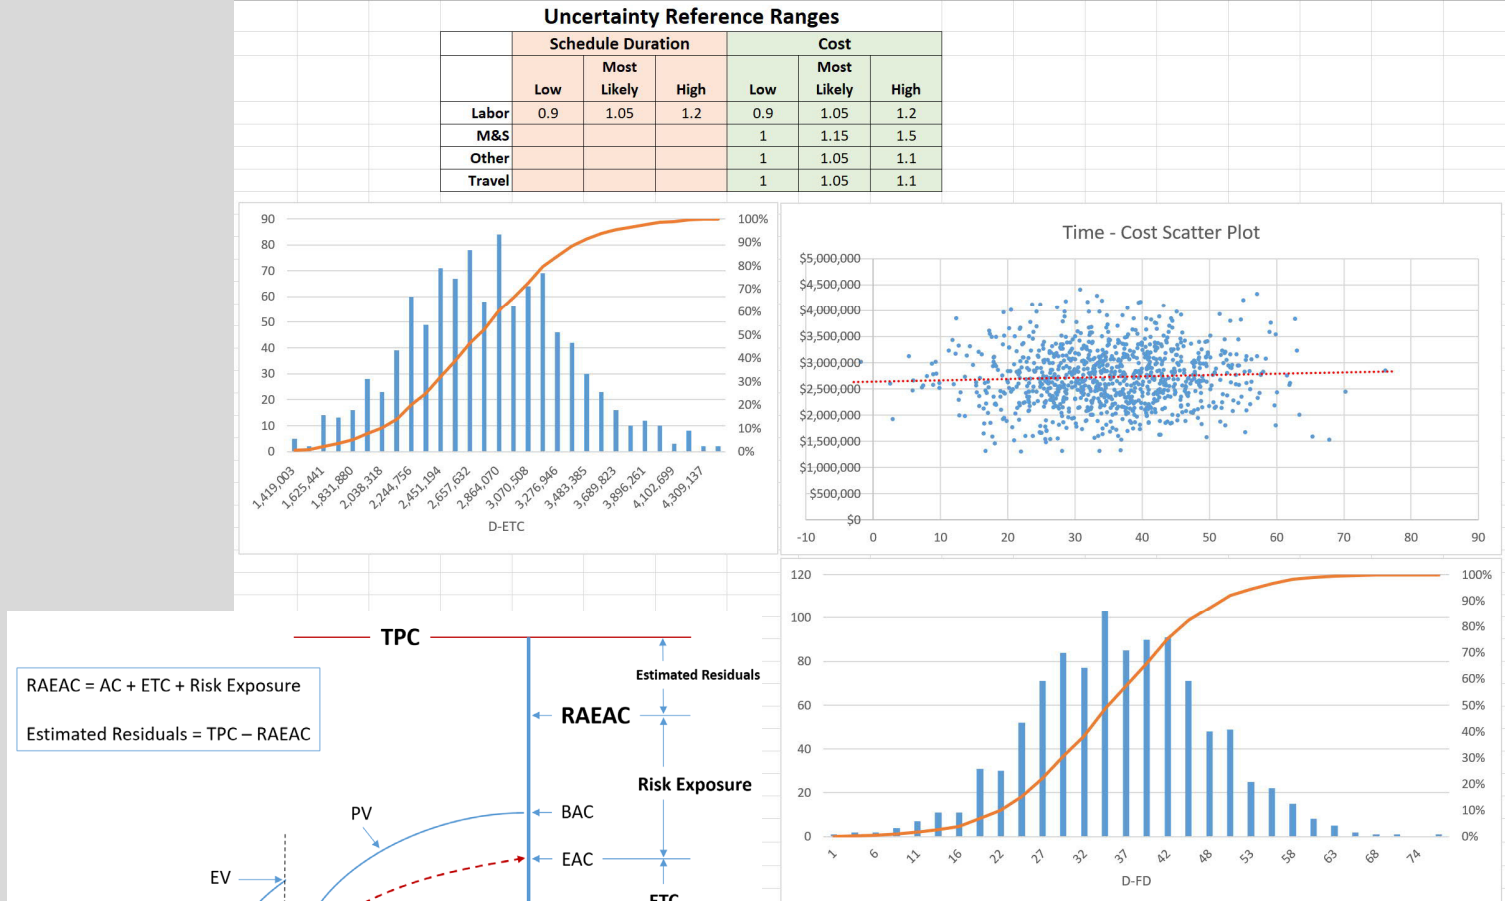 Uncertainty Reference Ranges
Schedule Duration Cost
Low Most Likely High Low Most Likely High
Labor 0.9 1.05 1.2 0.9 1.05 1.2
M&S 1 1.15 1.5
Other 1 1.05 1.1
Travel 1 1.05 1.1
90 100%
80 90%
70 80%
60 70%
50 60%
40 50%
30 40%
20 30%
10 20%
0 10%
0%
1,419,003 1,625,441 1,831,880 2,038,318 2,244,756 2,451,194 2,657,632 2,864,070 3,070,508 3,276,946 3,483,385 3,689,823 3,896,261 4,102,699 4,309,137
D-ETC
Time - Cost Scatter Plot
$5,000,000
$4,500,000
$4,000,000
$3,500,000
$3,000,000
$2,500,000
$2,000,000
$1,500,000
$1,000,000
$500,000
$0
-10 0 10 20 30 40 50 60 70 80 90
TPC
RAEAC = AC + ETC + Risk Exposure
Estimated Residuals = TPC – RAEAC
Estimated Residuals
RAEAC
Risk Exposure
PV
BAC
EAC
EV
ETC
120 100%
100 90%
80 80%
60 70%
40 60%
20 50%
0 40%
30%
20%
10%
0%
1 6 11 16 22 27 32 37 42 48 53 58 63 68 74
D-FD